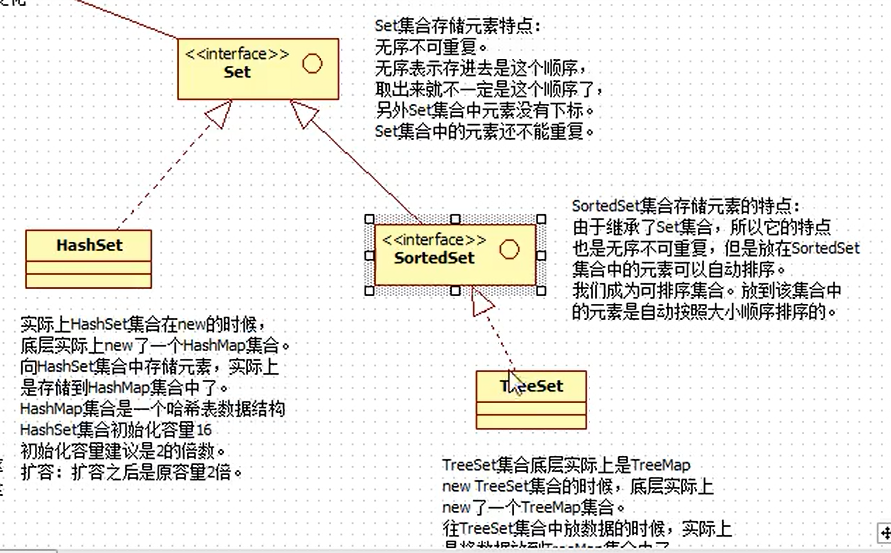 Set集合存储元素特点：
无序不可重复。
无序表示存进去是这个顺序，
取出来就不一定是这个顺序了，
另外Set集合中元素没有下标。
Set集合中的元素还不能重复。
<<interface>>
Set
SortedSet集合存储元素的特点：
由于继承了Set集合，所以它的特点
也是无序不可重复，但是放在SortedSet
集合中的元素可以自动排序。
我们成为可排序集合。放到该集合中
的元素是自动按照大小顺序排序的。
<<interface>>
SortedSet
HashSet
实际上HashSet集合在new的时候，
底层实际上new了一个HashMap集合。
向HashSet集合中存储元素，实际上
是存储到HashMap集合中了。
HashMap集合是一个哈希表数据结构
HashSet集合初始化容量16
初始化容量建议是2的倍数。
扩容：扩容之后是原容量2倍。
TreeSet
TreeSet集合底层实际上是TreeMap
new TreeSet集合的时候，底层实际上
new了一个TreeMap集合。
往TreeSet集合中放数据的时候，实际上
是将数据放到TreeMap集合中了